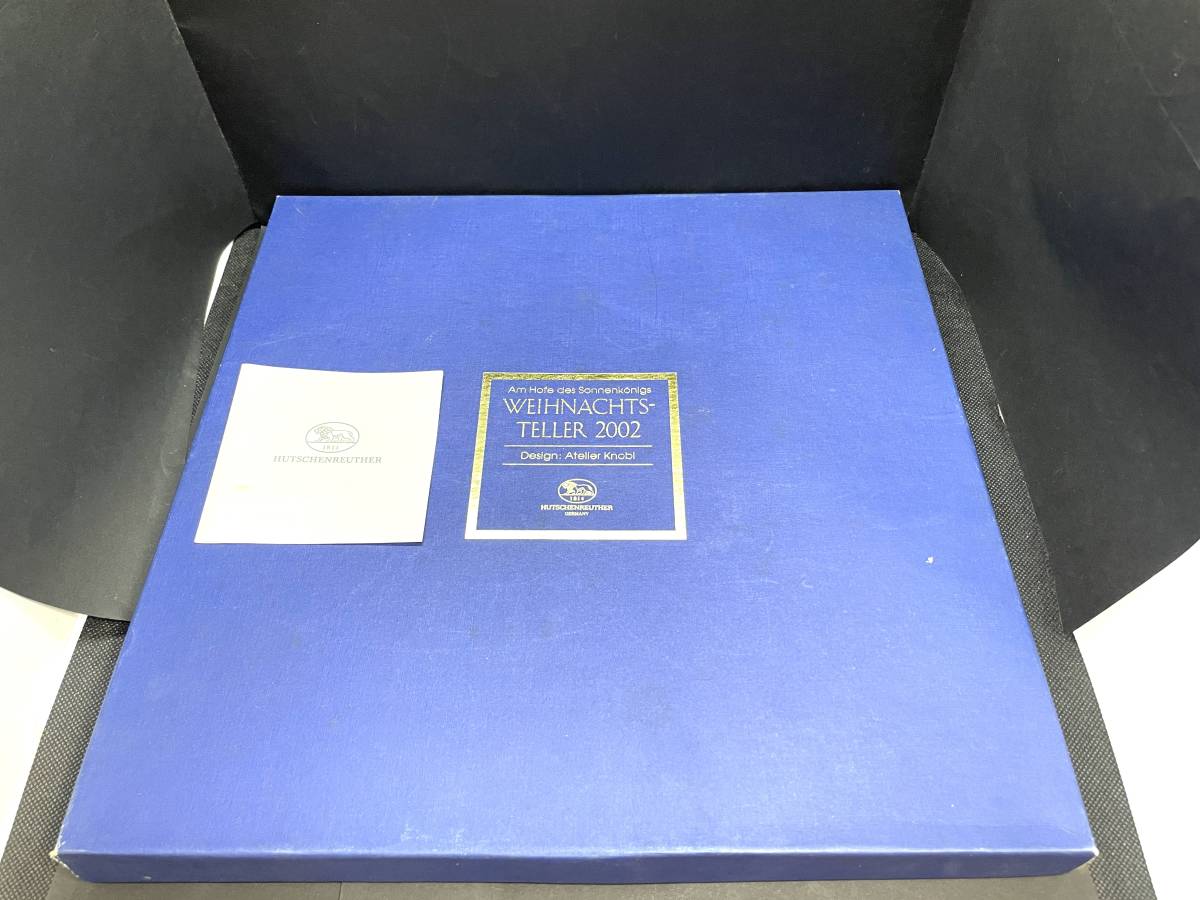 1814
HUTSCHENREUTHER
Am Hofe des Sonnenkönigs
WEIHNACHTS-
TELLER 2002
Design: Atelier Knobl
1814
HUTSCHENREUTHER
GERMANY